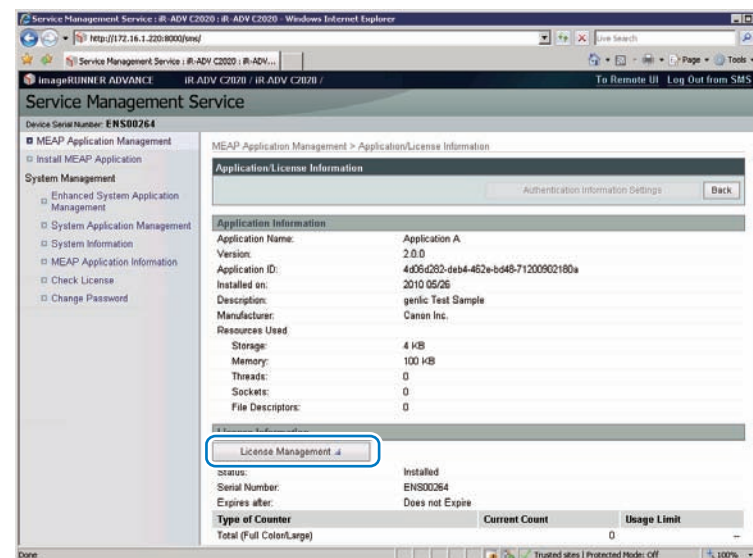 Service Management Service : iR-ADV C2020 : iR-ADV C2020 - Windows Internet Explorer
http://172.16.1.220:8000/sms/
Live Search
Service Management Service : iR-ADV C2020 : iR-ADV...
Page
Tools
imageRUNNER ADVANCE iR-ADV C2020 / iR-ADV C2020 /
To Remote UI Log Out from SMS
Service Management Service
Device Serial Number: ENS00264
MEAP Application Management
Install MEAP Application
System Management
Enhanced System Application
Management
System Application Management
System Information
MEAP Application Information
Check License
Change Password
MEAP Application Management > Application/License Information
Application/License Information
Authentication Information Settings
Back
Application Information
Application Name: Application A
Version: 2.0.0
Application ID: 4d06d282-deb4-462e-bd48-71200902180a
Installed on: 2010 05/26
Description: genlic Test Sample
Manufacturer: Canon Inc.
Resources Used
Storage: 4 KB
Memory: 100 KB
Threads: 0
Sockets: 0
File Descriptors: 0
License Information
License Management
Status: Installed
Serial Number: ENS00264
Expires after: Does not Expire
Type of Counter Current Count Usage Limit
Total (Full Color/Large) 0 --
Done
Trusted sites | Protected Mode: Off
100%